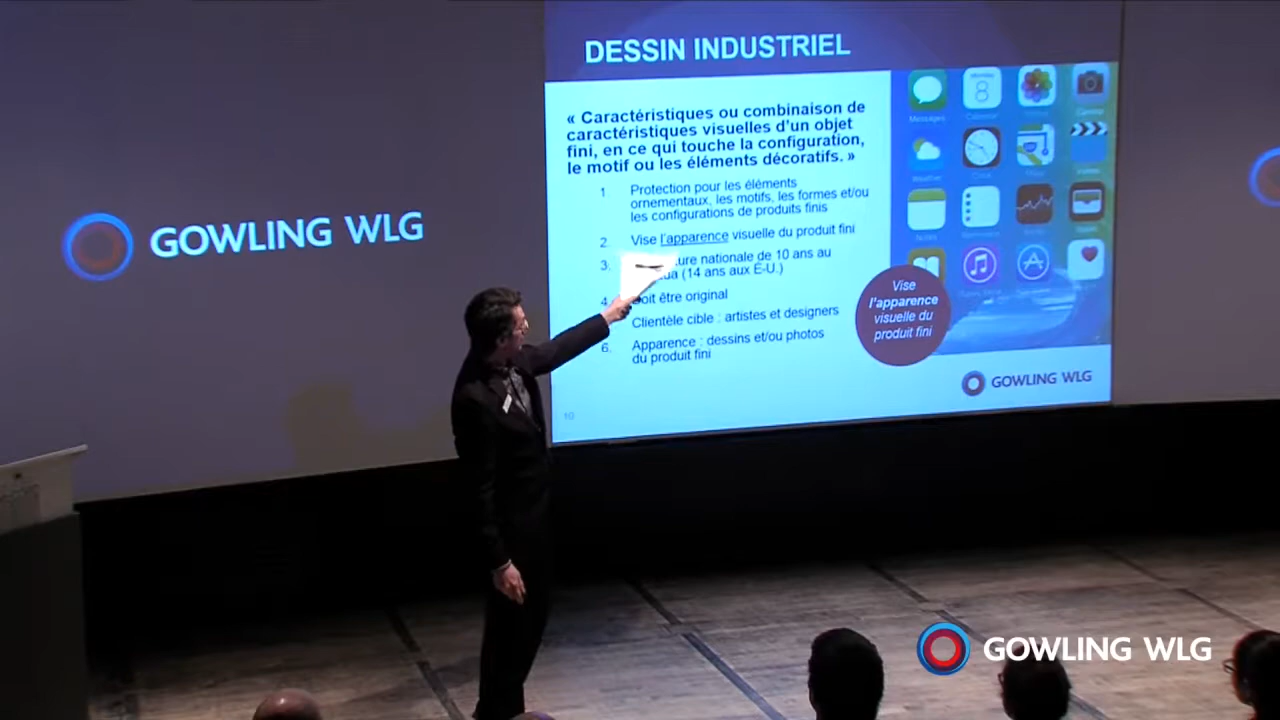 DESSIN INDUSTRIEL
« Caractéristiques ou combinaison de
caractéristiques visuelles d'un objet
fini, en ce qui touche la configuration,
le motif ou les éléments décoratifs. »
1. Protection pour les éléments
ornementaux, les motifs, les formes et/ou
les configurations de produits finis
2. Vise l'apparence visuelle du produit fini
3. nationale de 10 ans au
(14 ans aux É-U.)
4. Doit être original
Clientèle cible : artistes et designers
6. Apparence : dessins et/ou photos
du produit fini
10
Messages
Monday
8
Vise
l'apparence
visuelle du
produit fini
GOWLING WLG
GOWLING WLG
GOWLING WLG